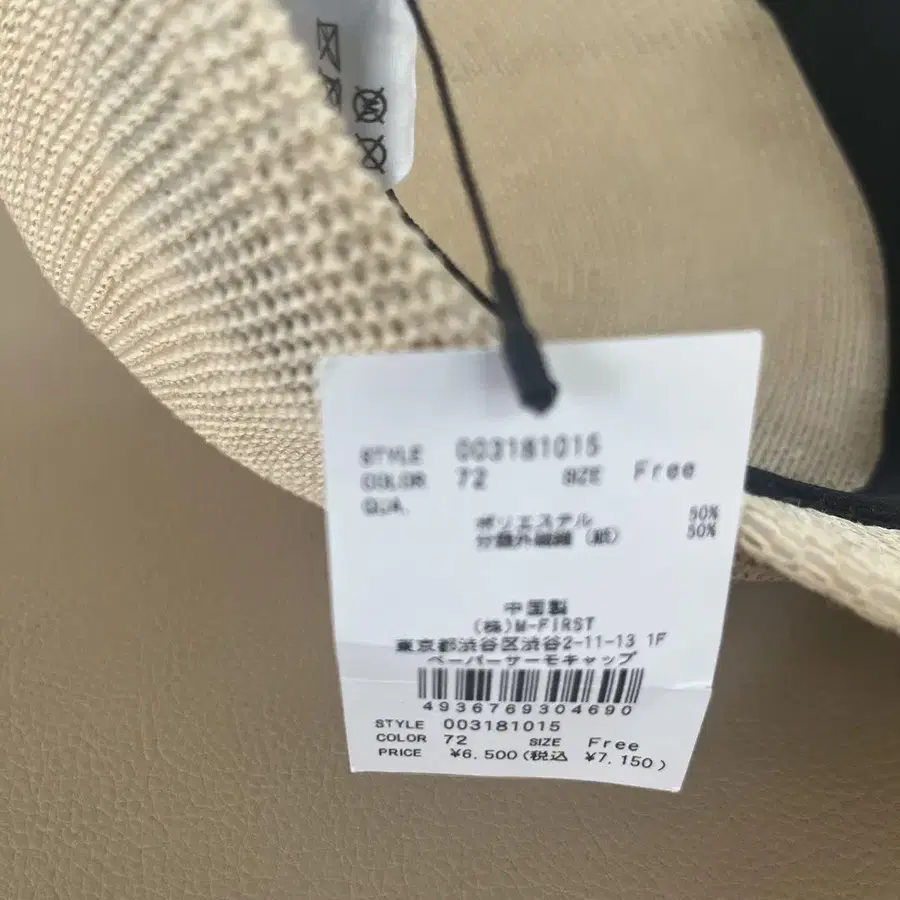 STYLE 003181015
COLOR 72 SIZE Free
QUA.
ポリエステル 50%
分類外繊維(紙) 50%
中国製
(株)M-FIRST
東京都渋谷区渋谷2-11-13 1F
ペーパーサーモキャップ
4936769304690
STYLE 003181015
COLOR 72 SIZE Free
PRICE ¥6.500(税込 ¥7.150)